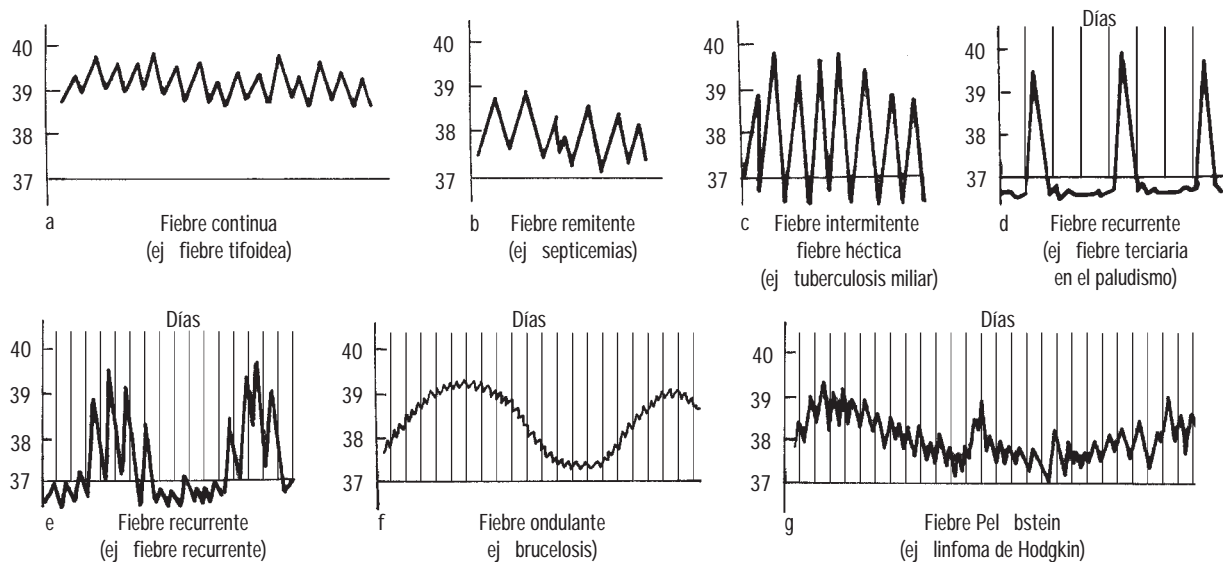 40
39
38
37
a Fiebre continua
(ej fiebre tifoidea)
40
39
38
37
b Fiebre remitente
(ej septicemias)
40
39
38
37
c Fiebre intermitente
fiebre héctica
(ej tuberculosis miliar)
Días
40
39
38
37
d Fiebre recurrente
(ej fiebre terciaria
en el paludismo)
Días
40
39
38
37
e Fiebre recurrente
(ej fiebre recurrente)
Días
40
39
38
37
f Fiebre ondulante
ej brucelosis)
Días
40
39
38
37
g Fiebre Pel bstein
(ej linfoma de Hodgkin)